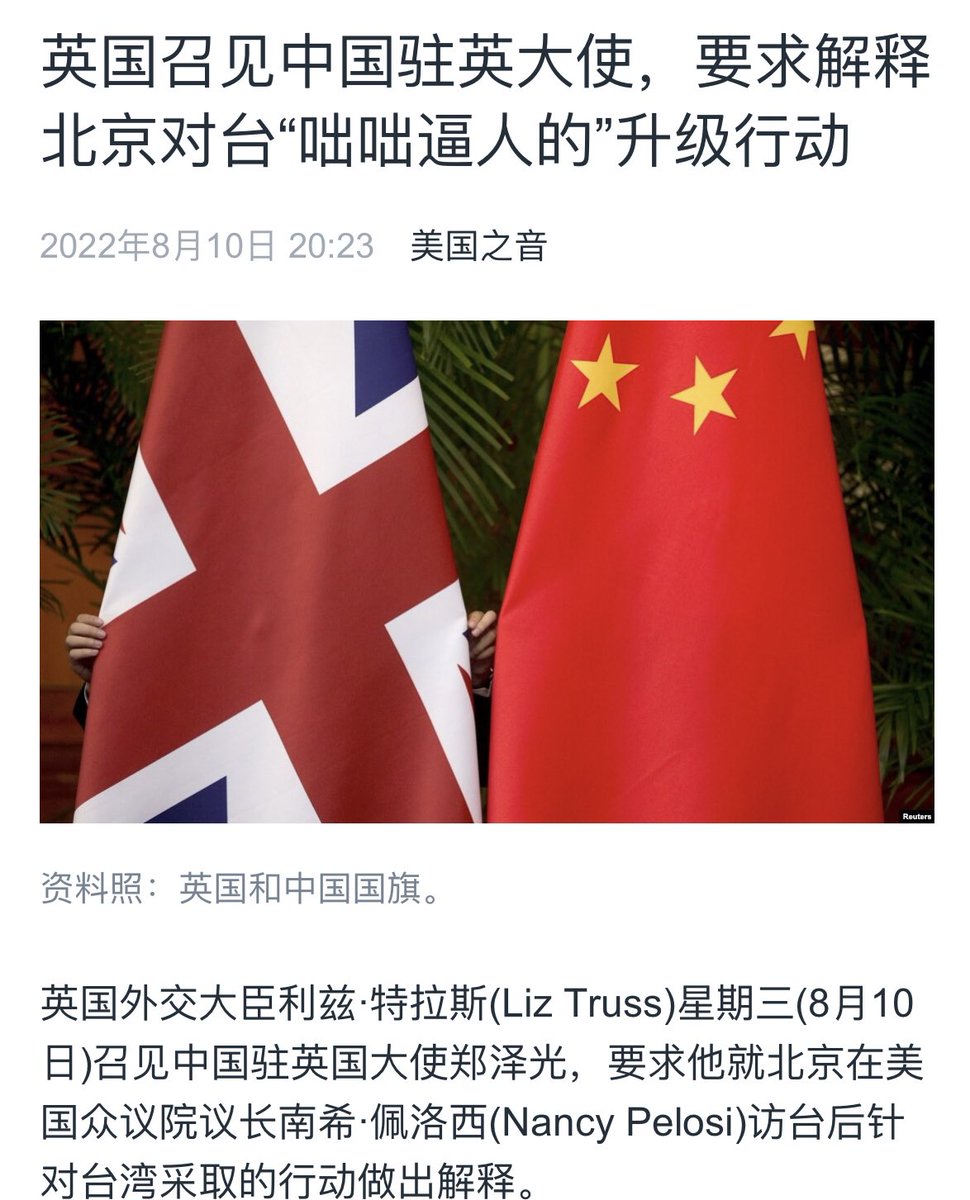 英国召见中国驻英大使，要求解释
北京对台“咄咄逼人的”升级行动
2022年8月10日 20:23 美国之音
Reuters
资料照：英国和中国国旗。
英国外交大臣利兹·特拉斯(Liz Truss)星期三(8月10
日)召见中国驻英国大使郑泽光，要求他就北京在美
国众议院议长南希·佩洛西(Nancy Pelosi)访台后针
对台湾采取的行动做出解释。